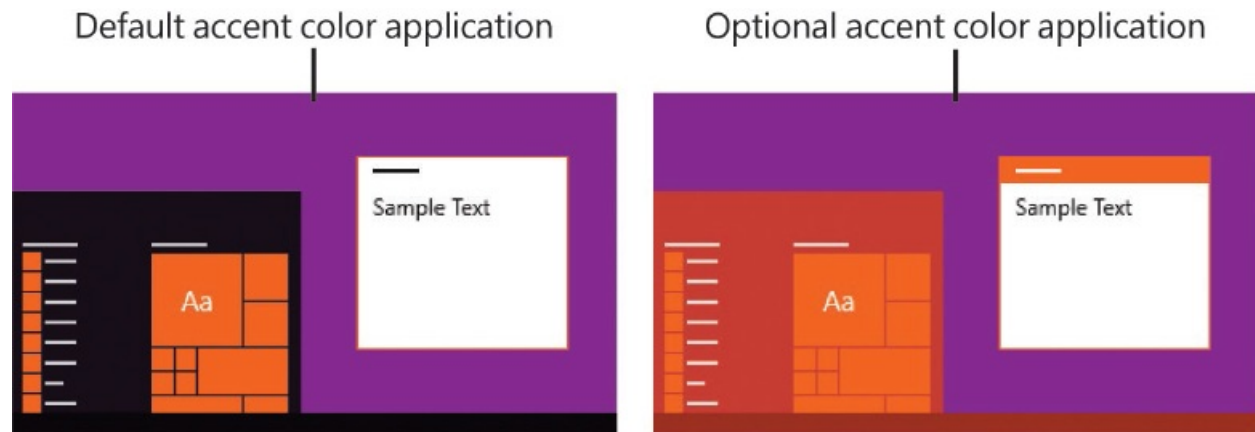 Default accent color application
Optional accent color application
Sample Text
Aa
Sample Text
Aa